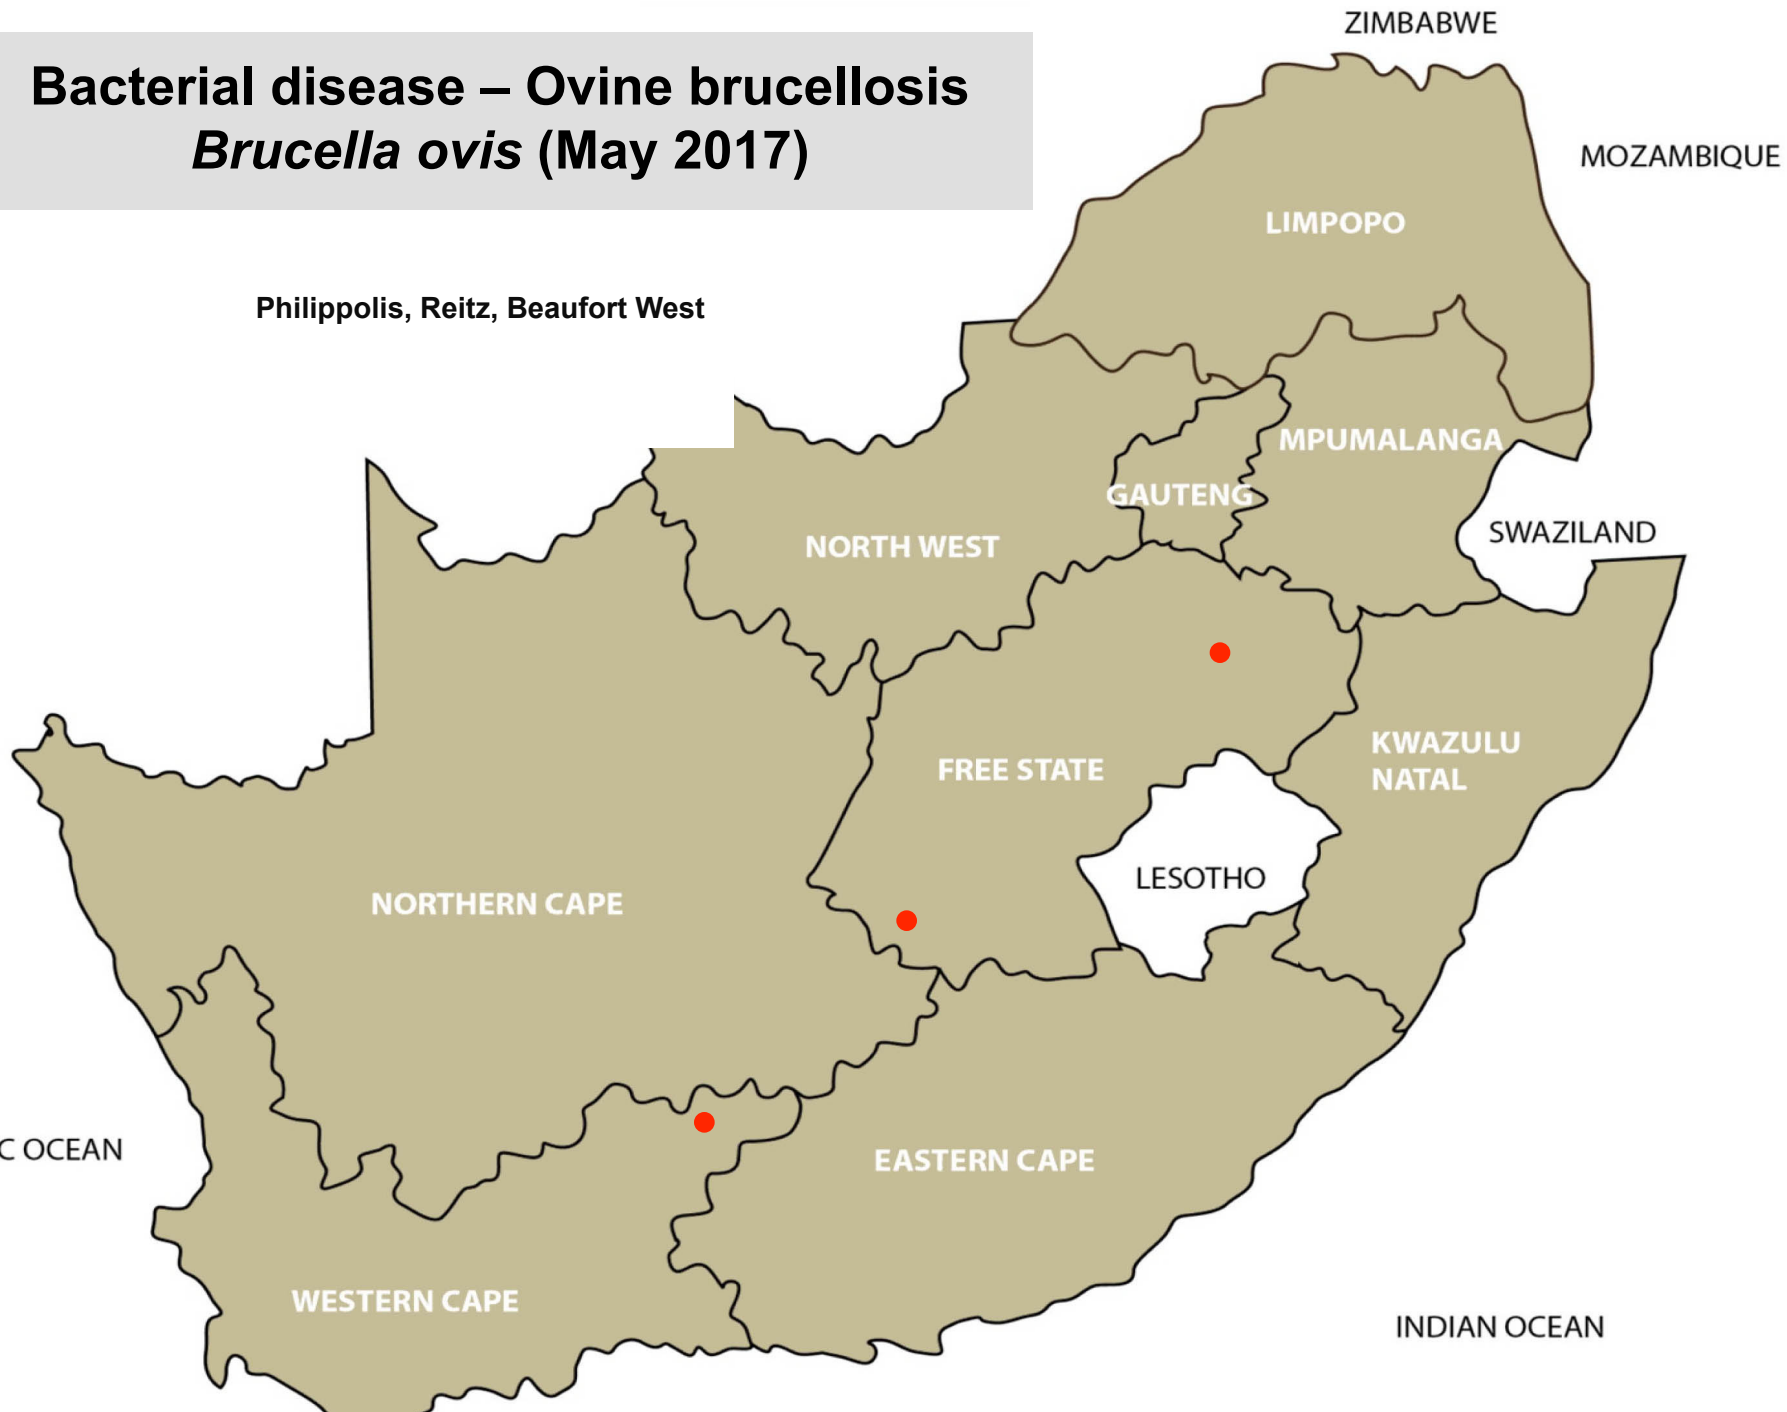 ZIMBABWE
Bacterial disease – Ovine brucellosis
Brucella ovis (May 2017)
MOZAMBIQUE
LIMPOPO
Philippolis, Reitz, Beaufort West
MPUMALANGA
GAUTENG
SWAZILAND
NORTH WEST
KWAZULU
NATAL
FREE STATE
LESOTHO
NORTHERN CAPE
C OCEAN
EASTERN CAPE
WESTERN CAPE
INDIAN OCEAN